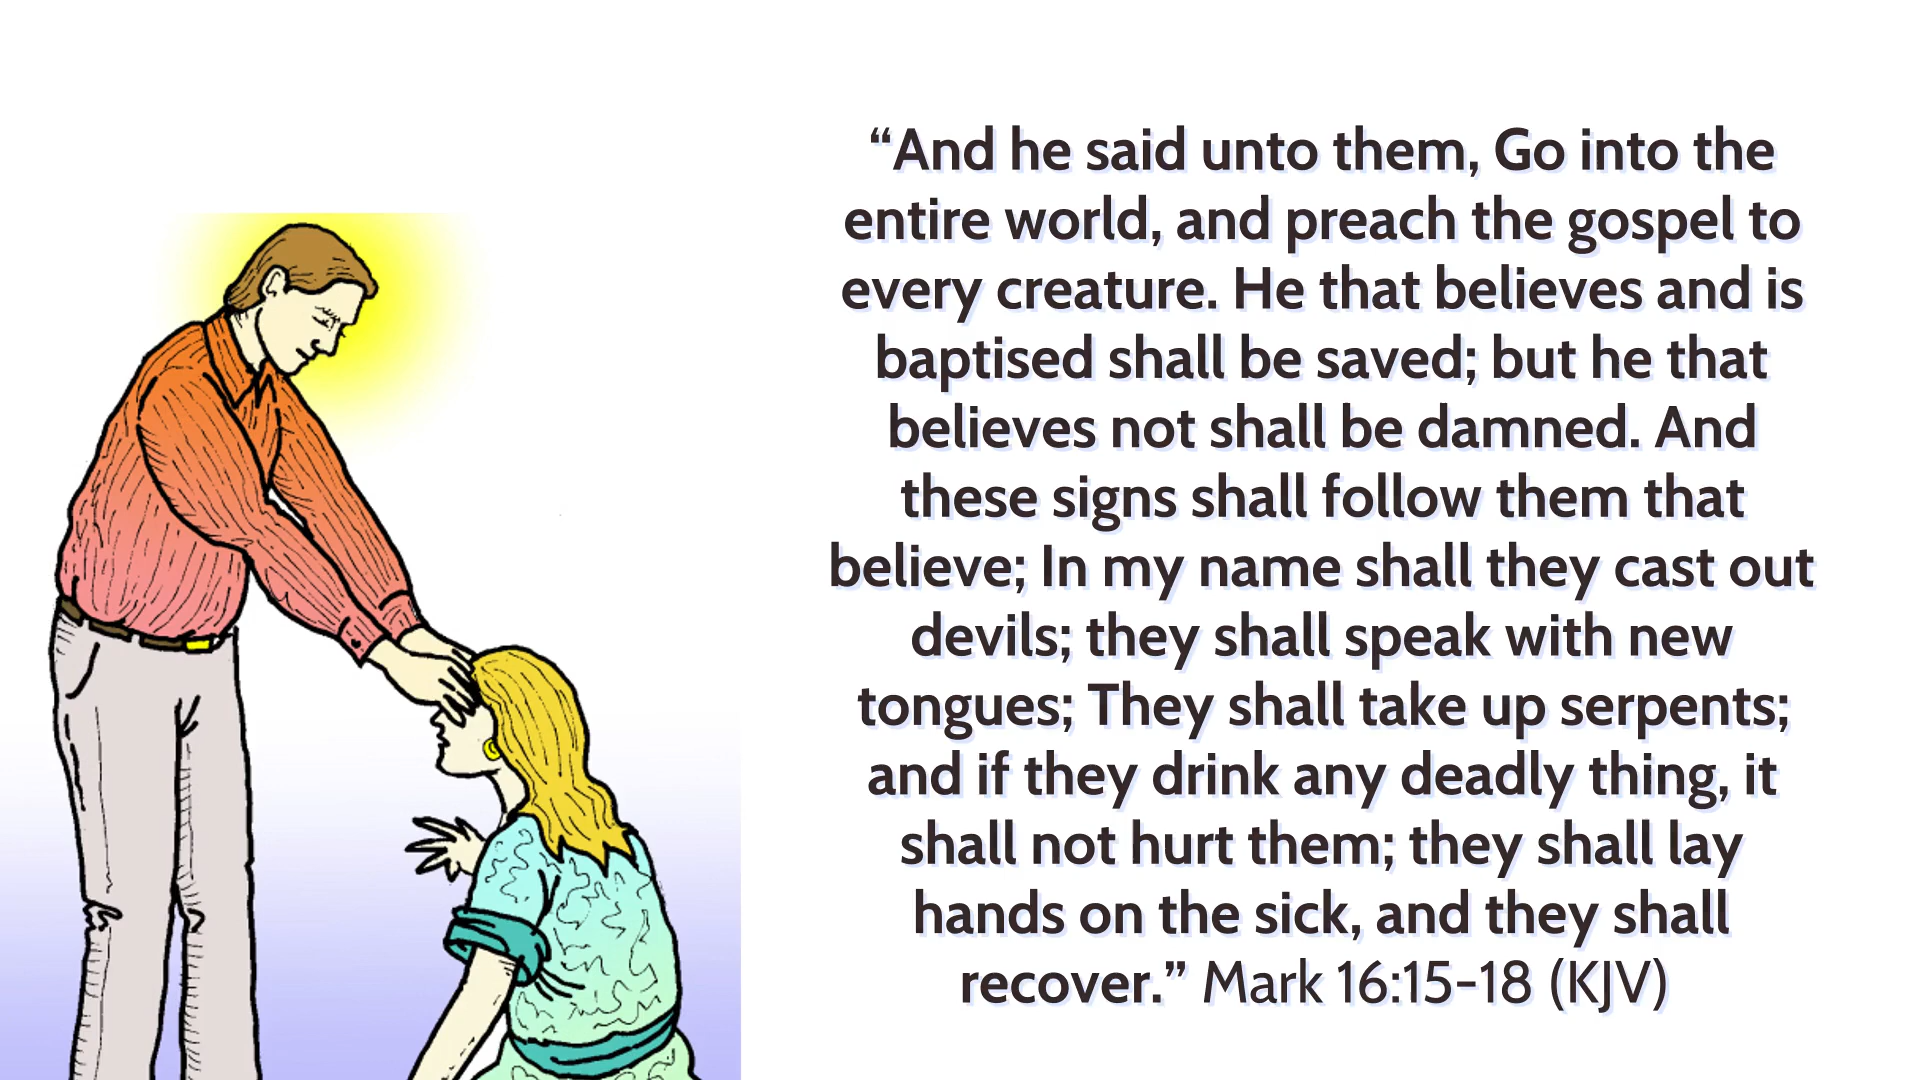 “And he said unto them, Go into the
entire world, and preach the gospel to
every creature. He that believes and is
baptised shall be saved; but he that
believes not shall be damned. And
these signs shall follow them that
believe; In my name shall they cast out
devils; they shall speak with new
tongues; They shall take up serpents;
and if they drink any deadly thing, it
shall not hurt them; they shall lay
hands on the sick, and they shall
recover.” Mark 16:15-18 (KJV)